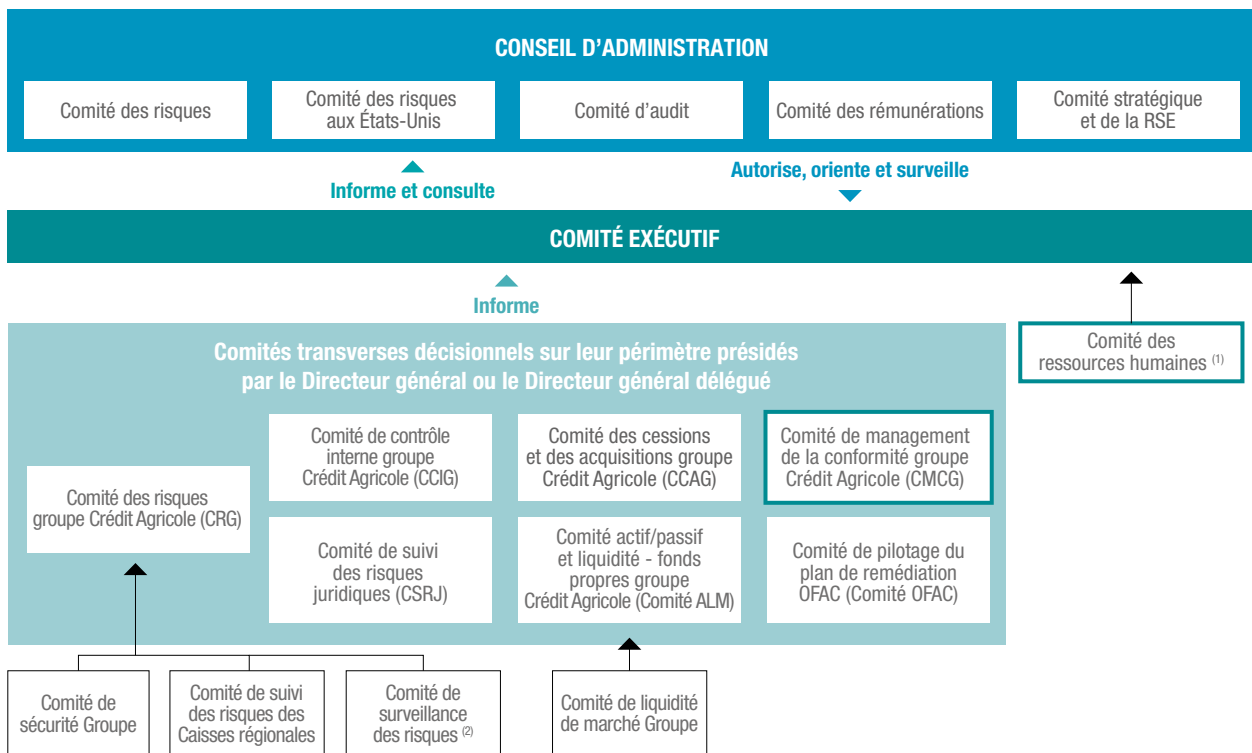 CONSEIL D'ADMINISTRATION
Comité des risques
Comité des risques
aux États-Unis
Comité d'audit
Comité des rémunérations
Comité stratégique
et de la RSE
Informe et consulte
Autorise, oriente et surveille
COMITÉ EXÉCUTIF
Informe
Comité des
ressources humaines (1)
Comités transverses décisionnels sur leur périmètre présidés
par le Directeur général ou le Directeur général délégué
Comité des risques
groupe Crédit Agricole (CRG)
Comité de contrôle
interne groupe
Crédit Agricole (CCIG)
Comité des cessions
et des acquisitions groupe
Crédit Agricole (CCAG)
Comité de management
de la conformité groupe
Crédit Agricole (CMCG)
Comité de suivi
des risques
juridiques (CSRJ)
Comité actif/passif
et liquidité - fonds
propres groupe
Crédit Agricole (Comité ALM)
Comité de pilotage du
plan de remédiation
OFAC (Comité OFAC)
Comité de
sécurité Groupe
Comité de suivi
des risques des
Caisses régionales
Comité de
surveillance
des risques (2)
Comité de liquidité
de marché Groupe